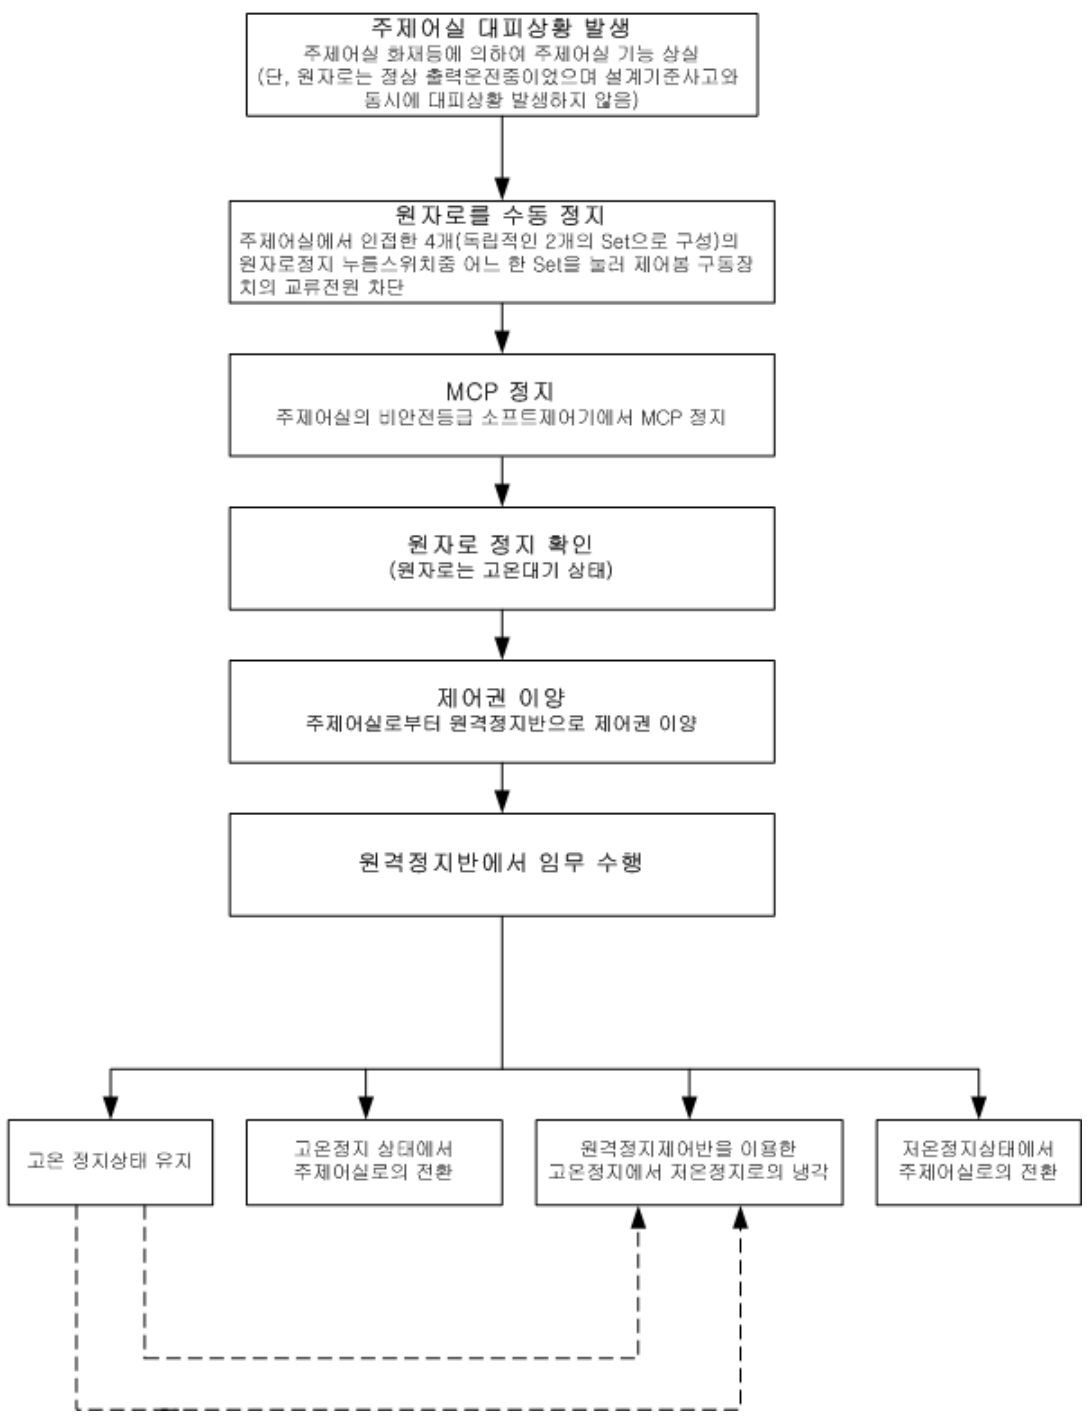 주제어실 대피상황 발생
주제어실 화재등에 의하여 주제어실 기능 상실
(단, 원자로는 정상 출력운전중이었으며 설계기준사고와
동시에 대피상황 발생하지 않음)
원자로를 수동 정지
주제어실에서 인접한 4개(독립적인 2개의 Set으로 구성)의
원자로정지 누름스위치중 어느 한 Set을 눌러 제어봉 구동장
치의 교류전원 차단
MCP 정지
주제어실의 비안전등급 소프트제어기에서 MCP 정지
원자로 정지 확인
(원자로는 고온대기 상태)
제어권 이양
주제어실로부터 원격정지반으로 제어권 이양
원격정지반에서 임무 수행
고온 정지상태 유지
고온정지 상태에서
주제어실로의 전환
원격정지제어반을 이용한
고온정지에서 저온정지로의 냉각
저온정지상태에서
주제어실로의 전환